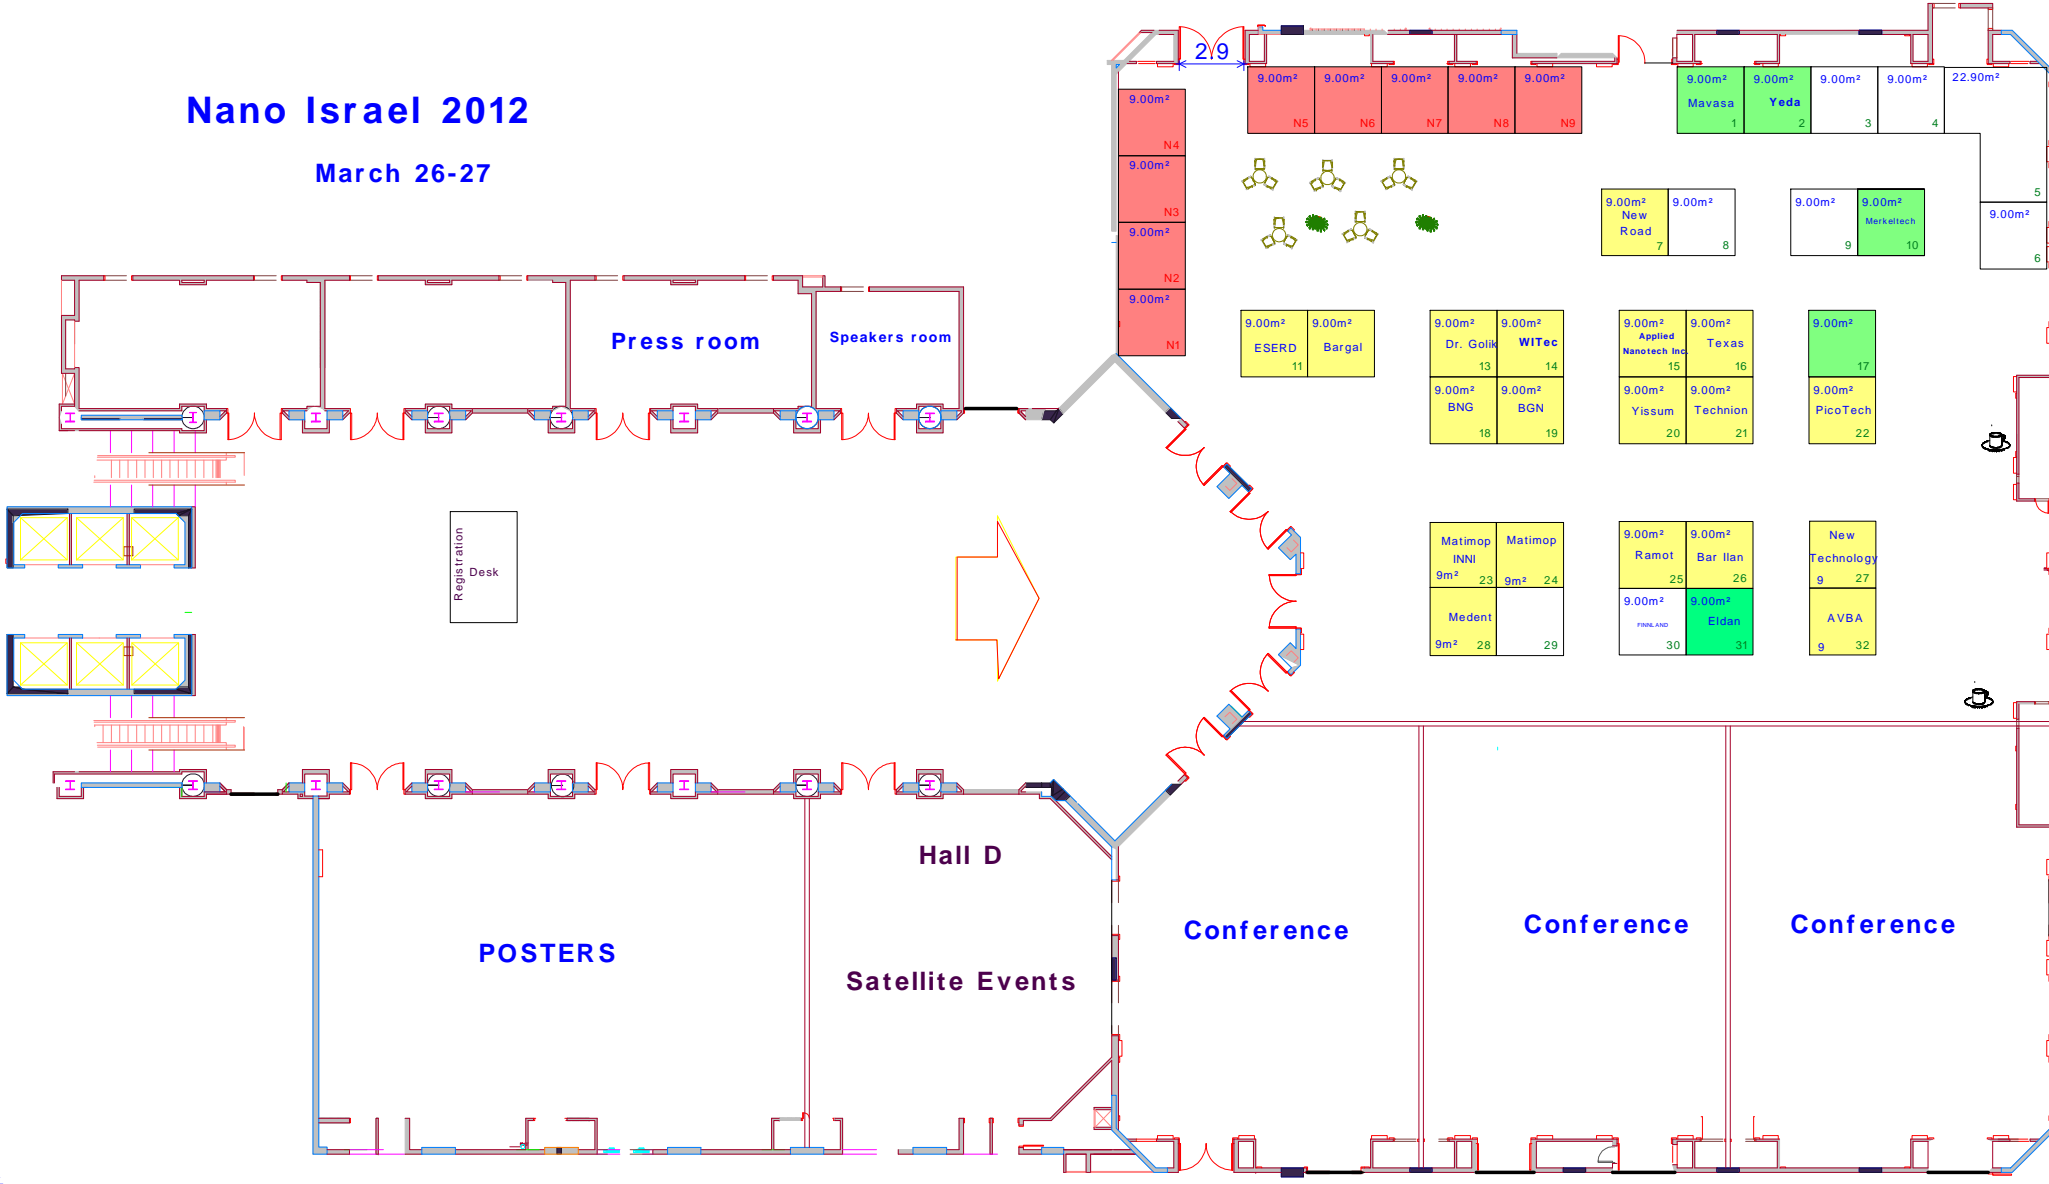 Nano Israel 2012
March 26-27
2.9
9.00m²
N4
9.00m²
N3
9.00m²
N2
9.00m²
N1
9.00m²
N5
9.00m²
N6
9.00m²
N7
9.00m²
N8
9.00m²
N9
9.00m²
Mavasa
1
9.00m²
Yeda
2
9.00m²
3
9.00m²
4
22.90m²
5
9.00m²
6
9.00m²
New
Road
7
9.00m²
8
9.00m²
9
9.00m²
Merkeltech
10
9.00m²
ESERD
11
9.00m²
Bargal
9.00m²
Dr. Golik
13
9.00m²
WITec
14
9.00m²
Applied
Nanotech Inc.
15
9.00m²
Texas
16
9.00m²
17
9.00m²
BNG
18
9.00m²
BGN
19
9.00m²
Yissum
20
9.00m²
Technion
21
9.00m²
PicoTech
22
Matimop
INNI
9m² 23
Matimop
9m² 24
9.00m²
Ramot
25
9.00m²
Bar Ilan
26
New
Technology
9 27
Medent
9m² 28
29
9.00m²
FINNLAND
30
9.00m²
Eldan
31
AVBA
9 32
Press room
Speakers room
Registration
Desk
Hall D
POSTERS
Satellite Events
Conference
Conference
Conference